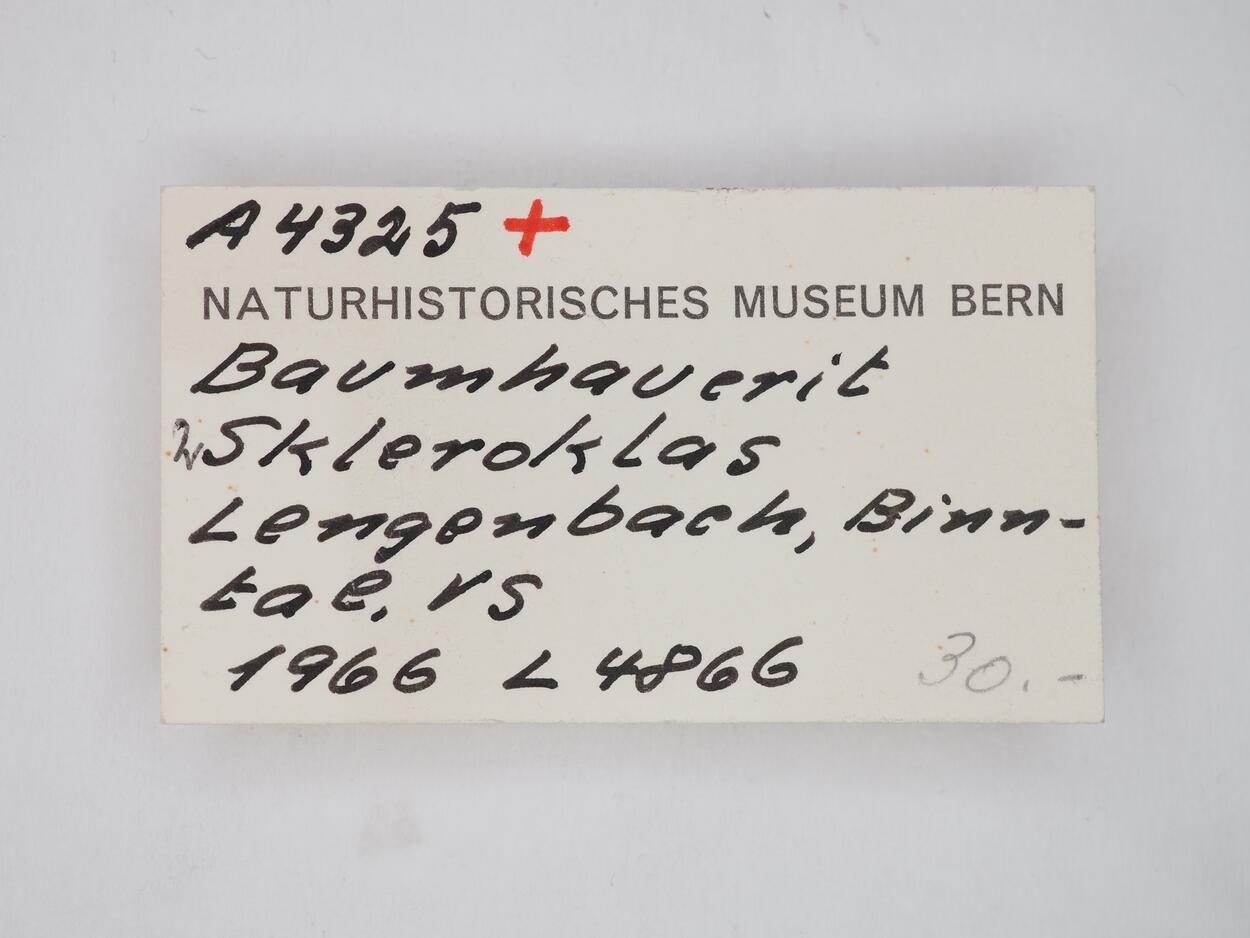 A4325 +
NATURHISTORISCHES MUSEUM BERN
Baumhauerit
2 Skleroklas
Lengenbach, Binn-
tal, VS
1966 L 4866 30.-